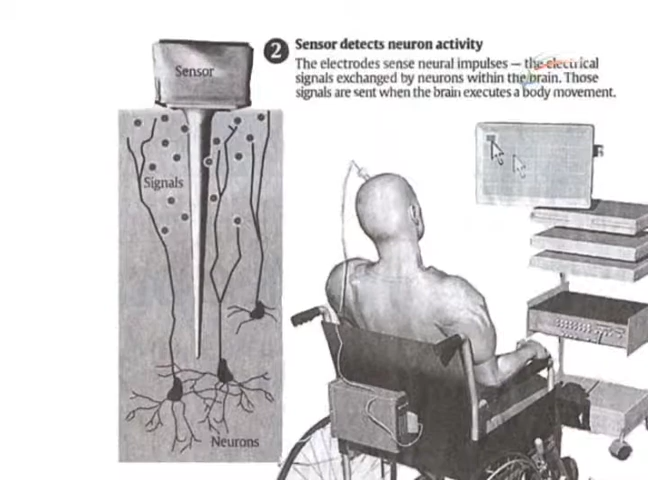 Sensor
2
Sensor detects neuron activity
The electrodes sense neural impulses — the electrical
signals exchanged by neurons within the brain. Those
signals are sent when the brain executes a body movement.
Signals
Neurons